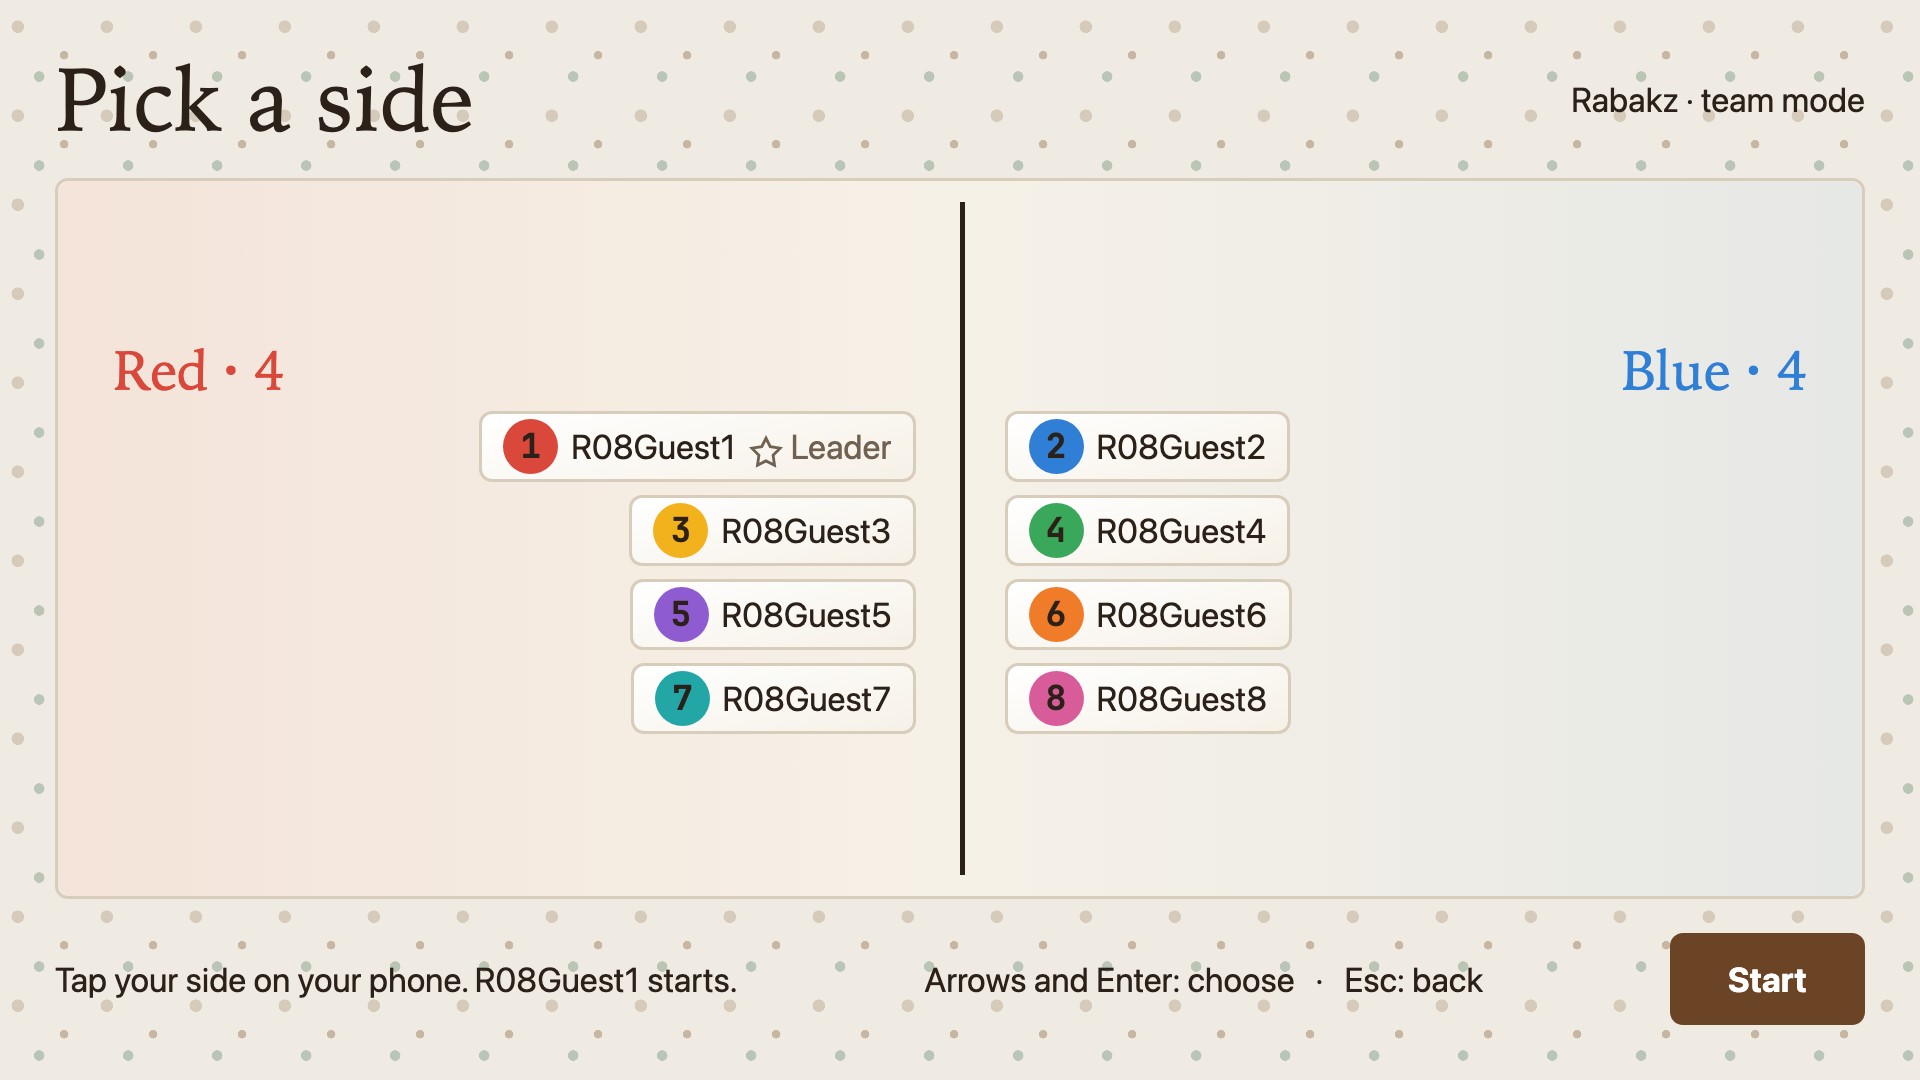 Pick a side
Rabakz · team mode
Red · 4
Blue · 4
1 R08Guest1 ☆ Leader
3 R08Guest3
5 R08Guest5
7 R08Guest7
2 R08Guest2
4 R08Guest4
6 R08Guest6
8 R08Guest8
Tap your side on your phone. R08Guest1 starts.
Arrows and Enter: choose · Esc: back
Start